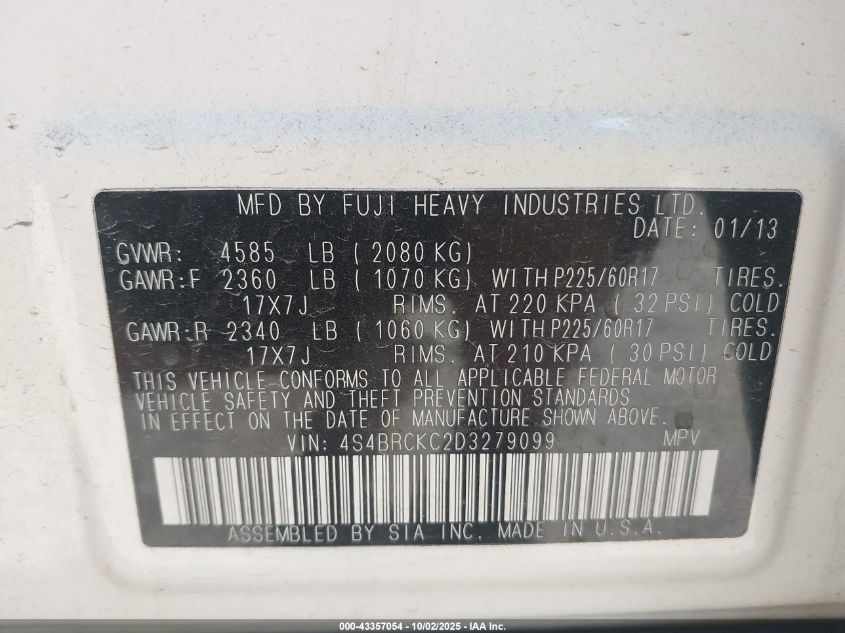 MFD BY FUJI HEAVY INDUSTRIES LTD.
DATE: 01/13
GVWR: 4585 LB ( 2080 KG)
GAWR:F 2360 LB ( 1070 KG) WITH P225/60R17 TIRES.
17X7J RIMS. AT 220 KPA ( 32 PSI) COLD
GAWR:R 2340 LB ( 1060 KG) WITH P225/60R17 TIRES.
17X7J RIMS. AT 210 KPA ( 30 PSI) COLD
THIS VEHICLE CONFORMS TO ALL APPLICABLE FEDERAL MOTOR
VEHICLE SAFETY AND THEFT PREVENTION STANDARDS
IN EFFECT ON THE DATE OF MANUFACTURE SHOWN ABOVE.
VIN: 4S4BRCKC2D3279099 MPV
ASSEMBLED BY SIA INC. MADE IN U.S.A.
000-43357054 - 10/02/2025 - IAA Inc.